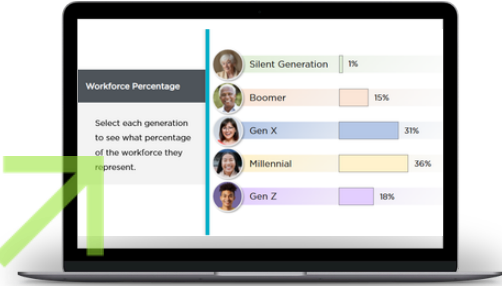 Workforce Percentage
Select each generation
to see what percentage
of the workforce they
represent.
Silent Generation 1%
Boomer 15%
Gen X 31%
Millennial 36%
Gen Z 18%